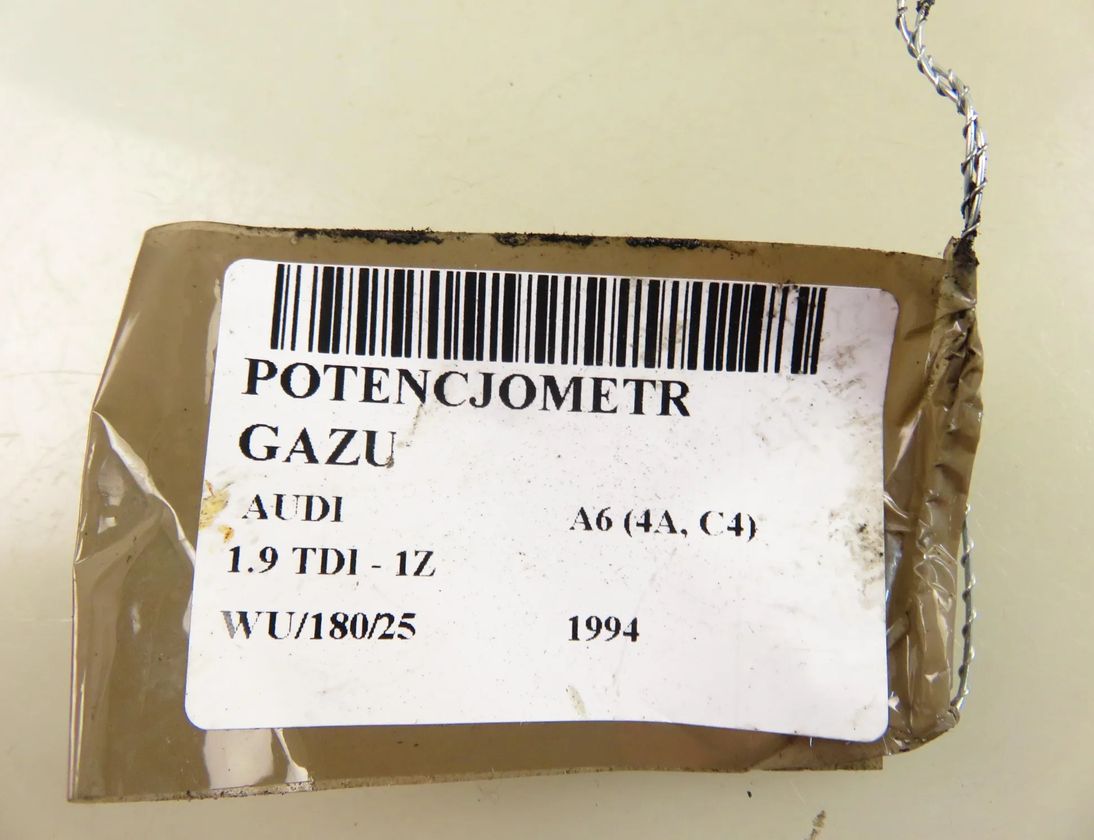 POTENCJOMETR
GAZU
AUDI A6 (4A, C4)
1.9 TDI - 1Z
WU/180/25 1994